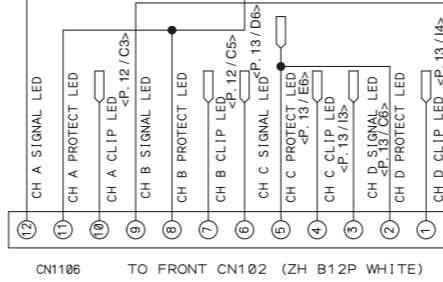 CH A SIGNAL LED
CH A PROTECT LED
CH A CLIP LED
<P. 12 / C3>
CH B SIGNAL LED
CH B PROTECT LED
CH B CLIP LED
<P. 12 / C5>
CH C SIGNAL LED
<P. 13 / D6>
CH C PROTECT LED
<P. 13 / E6>
CH C CLIP LED
<P. 13 / I3>
CH D SIGNAL LED
<P. 13 / C6>
CH D PROTECT LED
CH D CLIP LED
<P. 13 / I4>
12 11 10 9 8 7 6 5 4 3 2 1
CN1106 TO FRONT CN102 (ZH B12P WHITE)